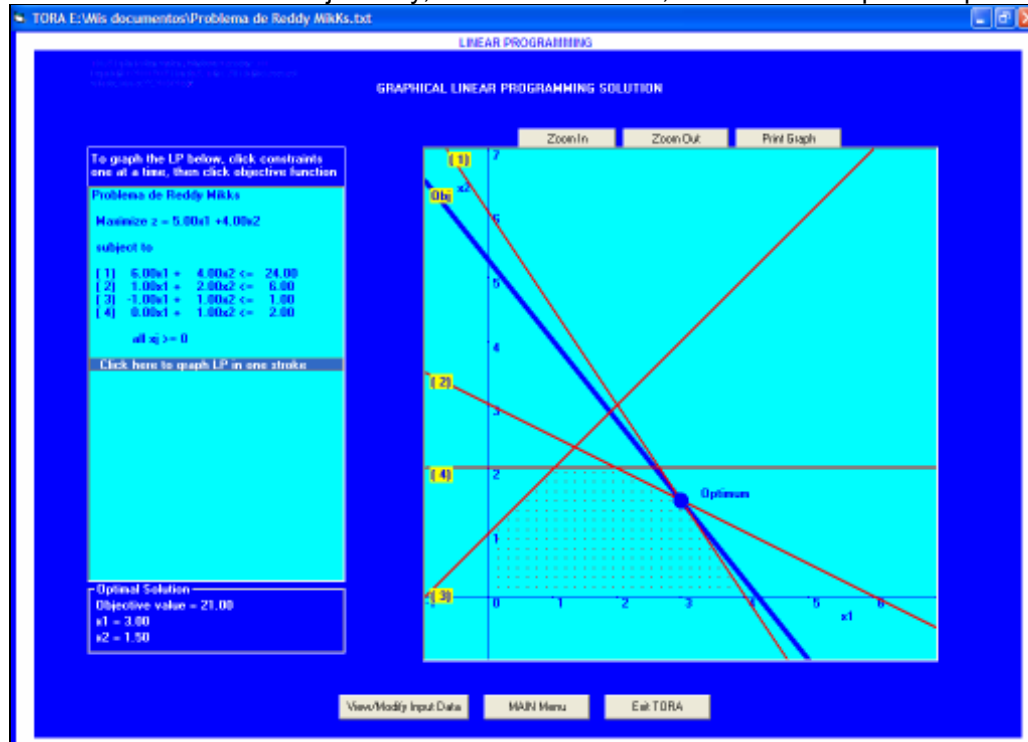 TORA E:\Mis documentos\Problema de Reddy Mikks.txt
LINEAR PROGRAMMING
GRAPHICAL LINEAR PROGRAMMING SOLUTION
Zoom In Zoom Out Print Graph
To graph the LP below, click constraints
one at a time, then click objective function
Problema de Reddy Mikks
Maximize z = 5.00x1 +4.00x2
subject to
( 1) 6.00x1 + 4.00x2 <= 24.00
( 2) 1.00x1 + 2.00x2 <= 6.00
( 3) -1.00x1 + 1.00x2 <= 1.00
( 4) 0.00x1 + 1.00x2 <= 2.00
all xj >= 0
Click here to graph LP in one stroke
Optimal Solution
Objective value = 21.00
x1 = 3.00
x2 = 1.50
( 1) 7
x2
Obj
6
5
4
( 2)
3
( 4) 2
Optimum
1
( 3) 0 1 2 3 4 5 6
x1
View/Modify Input Data MAIN Menu Exit TORA